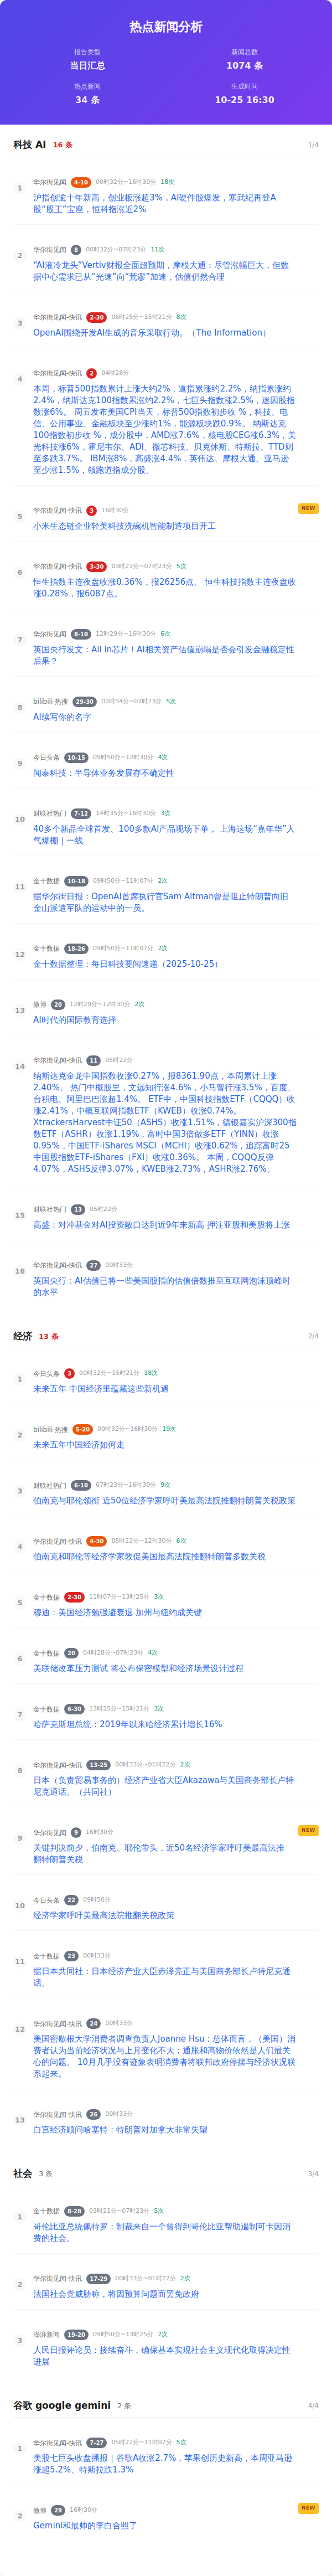 热点新闻分析
报告类型
新闻总数
当日汇总
1074 条
热点新闻
生成时间
34 条
10-25 16:30
科技 AI 16 条 1/4
1
华尔街见闻 4-10 00时32分~16时30分 18次
沪指创逾十年新高，创业板涨超3%，AI硬件股爆发，寒武纪再登A
股“股王”宝座，恒科指涨近2%
2
华尔街见闻 8 00时32分~07时23分 11次
“AI液冷龙头”Vertiv财报全面超预期，摩根大通：尽管涨幅巨大，但数
据中心需求已从“光速”向“荒谬”加速，估值仍然合理
3
华尔街见闻-快讯 2-30 06时25分~15时21分 8次
OpenAI围绕开发AI生成的音乐采取行动。（The Information）
4
华尔街见闻-快讯 2 04时28分
本周，标普500指数累计上涨大约2%，道指累涨约2.2%，纳指累涨约
2.4%，纳斯达克100指数累涨约2.2%，七巨头指数涨2.5%，迷因股指
数涨6%。 周五发布美国CPI当天，标普500指数初步收 %，科技、电
信、公用事业、金融板块至少涨约1%，能源板块跌0.9%。 纳斯达克
100指数初步收 %，成分股中，AMD涨7.6%，核电股CEG涨6.3%，美
光科技涨6%，霍尼韦尔、ADI、微芯科技、贝克休斯、特斯拉、TTD则
至多跌3.7%。 IBM涨8%，高盛涨4.4%，英伟达、摩根大通、亚马逊
至少涨1.5%，领跑道指成分股。
5
华尔街见闻-快讯 3 16时30分
NEW
小米生态链企业轻美科技洗碗机智能制造项目开工
6
华尔街见闻-快讯 3-30 03时21分~07时23分 5次
恒生指数主连夜盘收涨0.36%，报26256点。 恒生科技指数主连夜盘收
涨0.28%，报6087点。
7
华尔街见闻 8-10 12时29分~16时30分 6次
英国央行发文：All in芯片！AI相关资产估值崩塌是否会引发金融稳定性
后果？
8
bilibili 热搜 29-30 02时34分~07时23分 5次
AI续写你的名字
9
今日头条 10-15 09时50分~12时30分 4次
闻泰科技：半导体业务发展存不确定性
10
财联社热门 7-12 14时35分~16时30分 3次
40多个新品全球首发、100多款AI产品现场下单， 上海这场“嘉年华”人
气爆棚｜一线
11
金十数据 10-18 09时50分~11时07分 2次
据华尔街日报：OpenAI首席执行官Sam Altman曾是阻止特朗普向旧
金山派遣军队的运动中的一员。
12
金十数据 18-26 09时50分~11时07分 2次
金十数据整理：每日科技要闻速递（2025-10-25）
13
微博 20 12时29分~12时30分 2次
AI时代的国际教育选择
14
华尔街见闻-快讯 11 05时22分
纳斯达克金龙中国指数收涨0.27%，报8361.90点，本周累计上涨
2.40%。 热门中概股里，文远知行涨4.6%，小马智行涨3.5%，百度、
台积电、阿里巴巴涨超1.4%。 ETF中，中国科技指数ETF（CQQQ）收
涨2.41%，中概互联网指数ETF（KWEB）收涨0.74%。
XtrackersHarvest中证50（ASHS）收涨1.51%，德银嘉实沪深300指
数ETF（ASHR）收涨1.19%，富时中国3倍做多ETF（YINN）收涨
0.95%，中国ETF-iShares MSCI（MCHI）收涨0.62%，追踪富时25
中国股指数ETF-iShares（FXI）收涨0.36%。 本周，CQQQ反弹
4.07%，ASHS反弹3.07%，KWEB涨2.73%，ASHR涨2.76%。
15
财联社热门 13 05时22分
高盛：对冲基金对AI投资敞口达到近9年来新高 押注亚股和美股将上涨
16
华尔街见闻-快讯 27 00时33分
英国央行：AI估值已将一些美国股指的估值倍数推至互联网泡沫顶峰时
的水平
经济 13 条 2/4
1
今日头条 3 00时32分~15时21分 18次
未来五年 中国经济里蕴藏这些新机遇
2
bilibili 热搜 5-20 00时32分~16时30分 19次
未来五年中国经济如何走
3
财联社热门 6-10 07时23分~16时30分 9次
伯南克与耶伦领衔 近50位经济学家呼吁美最高法院推翻特朗普关税政策
4
华尔街见闻-快讯 4-30 05时22分~12时30分 6次
伯南克和耶伦等经济学家敦促美国最高法院推翻特朗普多数关税
5
金十数据 2-30 11时07分~13时25分 3次
穆迪：美国经济勉强避衰退 加州与纽约成关键
6
金十数据 20 04时28分~07时23分 4次
美联储改革压力测试 将公布保密模型和经济场景设计过程
7
金十数据 6-30 13时25分~15时21分 3次
哈萨克斯坦总统：2019年以来哈经济累计增长16%
8
华尔街见闻-快讯 13-25 00时33分~01时22分 2次
日本（负责贸易事务的）经济产业省大臣Akazawa与美国商务部长卢特
尼克通话。（共同社）
9
华尔街见闻 9 16时30分
NEW
关键判决前夕，伯南克、耶伦带头，近50名经济学家呼吁美最高法推
翻特朗普关税
10
今日头条 22 09时50分
经济学家呼吁美最高法院推翻关税政策
11
金十数据 23 00时33分
据日本共同社：日本经济产业大臣赤泽亮正与美国商务部长卢特尼克通
话。
12
华尔街见闻-快讯 24 00时33分
美国密歇根大学消费者调查负责人Joanne Hsu：总体而言，（美国）消
费者认为当前经济状况与上月变化不大；通胀和高物价依然是人们最关
心的问题。 10月几乎没有迹象表明消费者将联邦政府停摆与经济状况联
系起来。
13
华尔街见闻-快讯 26 00时33分
白宫经济顾问哈塞特：特朗普对加拿大非常失望
社会 3 条 3/4
1
金十数据 8-28 03时21分~07时23分 5次
哥伦比亚总统佩特罗：制裁来自一个曾得到哥伦比亚帮助遏制可卡因消
费的社会。
2
华尔街见闻-快讯 17-29 00时33分~01时22分 2次
法国社会党威胁称，将因预算问题而罢免政府
3
澎湃新闻 19-20 09时50分~13时25分 2次
人民日报评论员：接续奋斗，确保基本实现社会主义现代化取得决定性
进展
谷歌 google gemini 2 条 4/4
1
华尔街见闻-快讯 7-27 05时22分~11时07分 5次
美股七巨头收盘播报｜谷歌A收涨2.7%，苹果创历史新高，本周亚马逊
涨超5.2%、特斯拉跌1.3%
2
微博 29 16时30分
NEW
Gemini和最帅的李白合照了